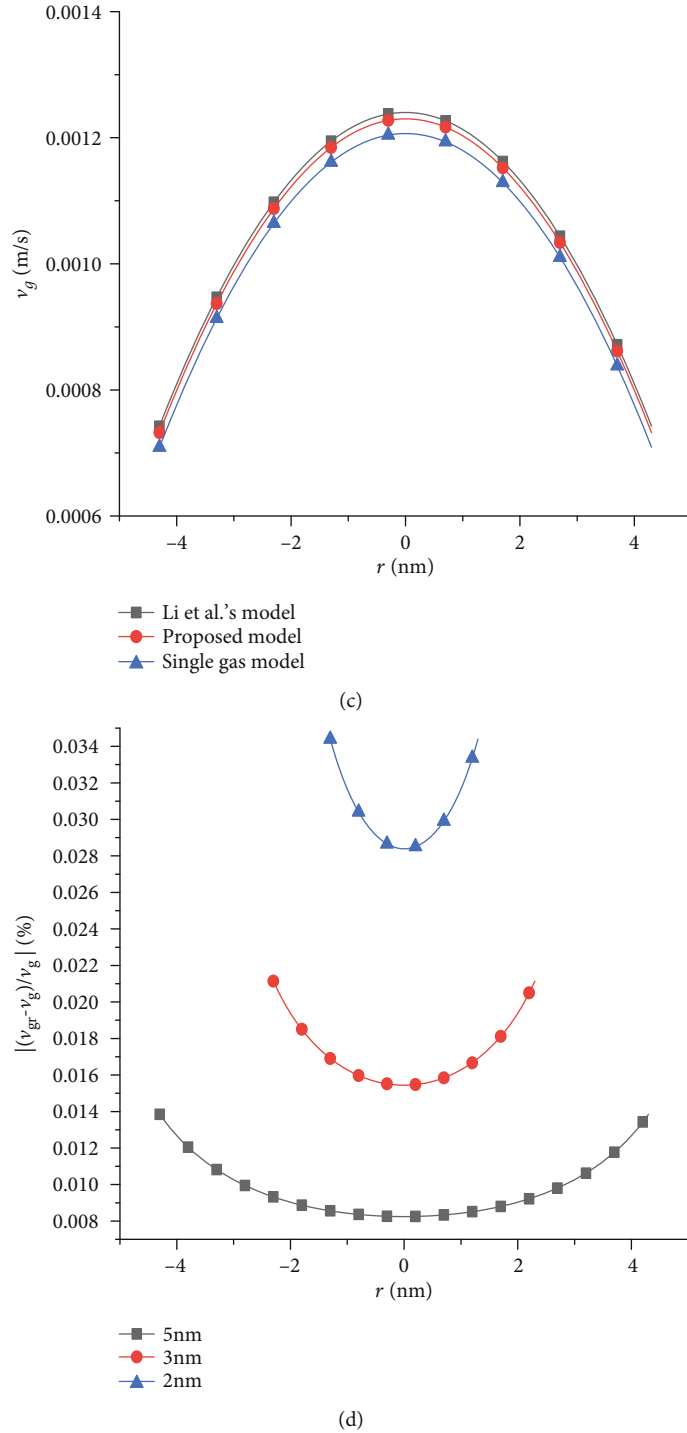 0.0014
0.0012
0.0010
0.0008
0.0006
v_g (m/s)
−4
−2
0
2
4
r (nm)
Li et al.'s model
Proposed model
Single gas model
(c)
0.034
0.030
0.028
0.026
0.024
0.022
0.020
0.018
0.016
0.014
0.012
0.010
0.008
|(v_gr-v_g)/v_g| (%)
−4
−2
0
2
4
r (nm)
5nm
3nm
2nm
(d)